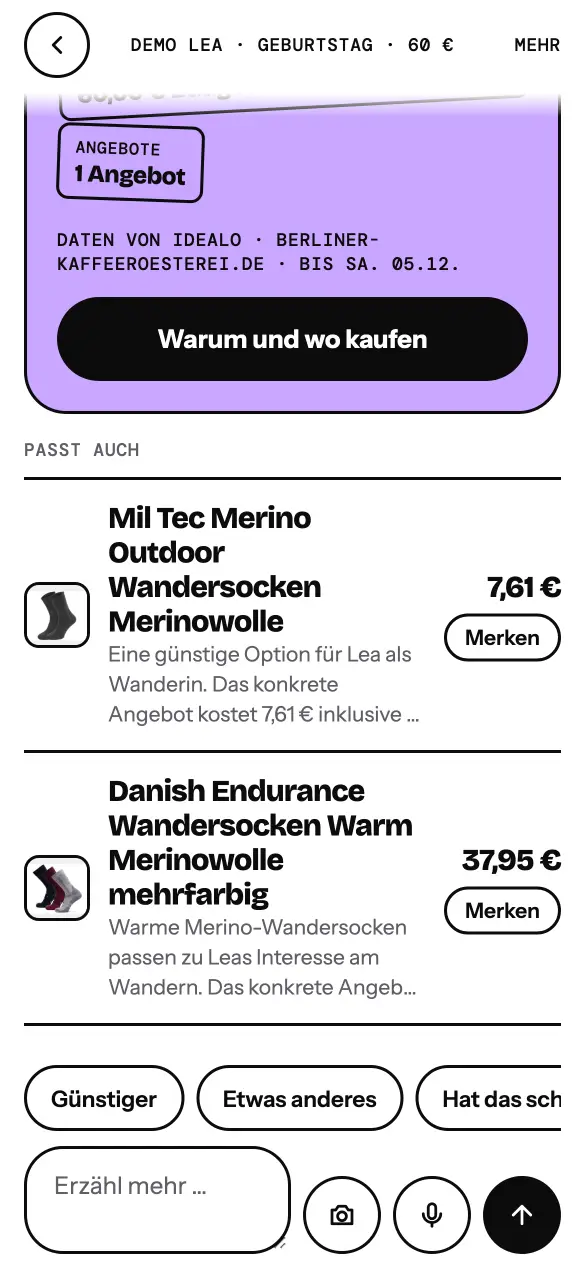 DEMO LEA · GEBURTSTAG · 60 €
MEHR
ANGEBOTE
1 Angebot
DATEN VON IDEALO · BERLINER-
KAFFEEROESTEREI.DE · BIS SA. 05.12.
Warum und wo kaufen
PASST AUCH
Mil Tec Merino
Outdoor
Wandersocken
Merinowolle
Eine günstige Option für Lea als
Wanderin. Das konkrete
Angebot kostet 7,61 € inklusive ...
7,61 €
Merken
Danish Endurance
Wandersocken Warm
Merinowolle
mehrfarbig
Warme Merino-Wandersocken
passen zu Leas Interesse am
Wandern. Das konkrete Angeb...
37,95 €
Merken
Günstiger
Etwas anderes
Hat das sch
Erzähl mehr ...